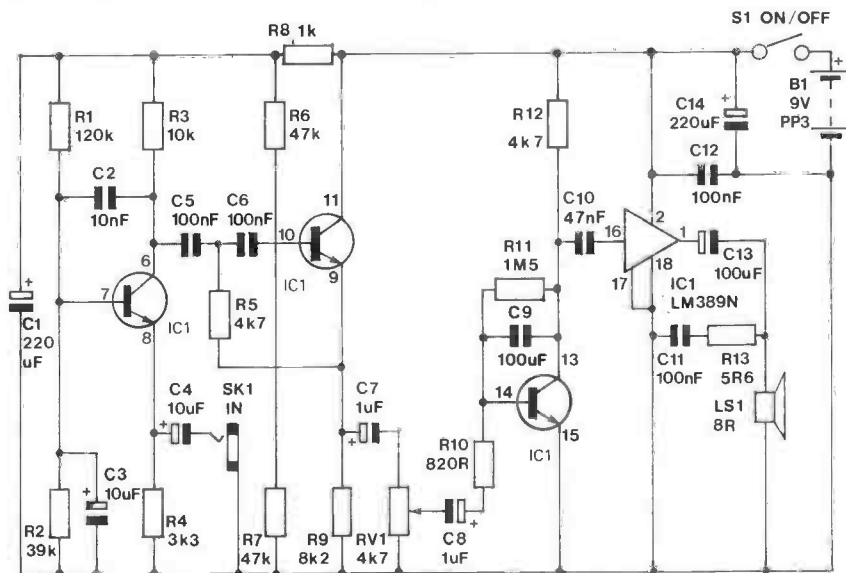 S1 ON/OFF
R8 1k
R1
120k
R3
10k
R6
47k
R12
4k7
C14
220uF
+
+
B1
9V
PP3
C2
10nF
C5
100nF
C6
100nF
11
10
9
IC1
C12
100nF
C10
47nF
16
2
1
17
18
C13
100uF
IC1
LM389N
6
7
8
IC1
R5
4k7
R11
1M5
C9
100uF
13
14
15
IC1
+
C1
220
uF
C4
10uF
+
SK1
IN
C7
1uF
+
C11
100nF
R13
5R6
LS1
8R
C3
10uF
+
R10
820R
R2
39k
R4
3k3
R7
47k
R9
8k2
RV1
4k7
C8
1uF
+